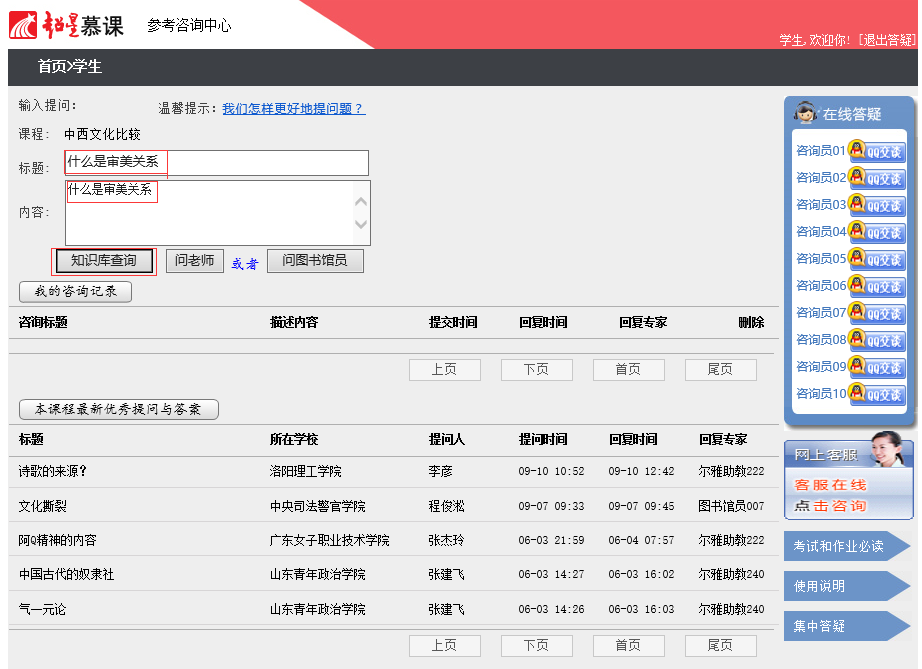 超星慕课 参考咨询中心
学生,欢迎你! [退出答疑]
首页>学生
输入提问: 温馨提示: 我们怎样更好地提问题?
课程: 中西文化比较
标题: 什么是审美关系
内容: 什么是审美关系
知识库查询 问老师 或者 问图书馆员
我的咨询记录
咨询标题 描述内容 提交时间 回复时间 回复专家 删除
上页 下页 首页 尾页
本课程最新优秀提问与答案
标题 所在学校 提问人 提问时间 回复时间 回复专家
诗歌的来源? 洛阳理工学院 李彦 09-10 10:52 09-10 12:42 尔雅助教222
文化撕裂 中央司法警官学院 程俊淞 09-07 09:33 09-07 09:45 图书馆员007
阿Q精神的内容 广东女子职业技术学院 张杰玲 06-03 21:59 06-04 07:57 尔雅助教222
中国古代的奴隶社 山东青年政治学院 张建飞 06-03 14:27 06-03 16:02 尔雅助教240
气一元论 山东青年政治学院 张建飞 06-03 14:26 06-03 16:03 尔雅助教240
上页 下页 首页 尾页
在线答疑
咨询员01 QQ交谈
咨询员02 QQ交谈
咨询员03 QQ交谈
咨询员04 QQ交谈
咨询员05 QQ交谈
咨询员06 QQ交谈
咨询员07 QQ交谈
咨询员08 QQ交谈
咨询员09 QQ交谈
咨询员10 QQ交谈
网上客服
客服在线
点击咨询
考试和作业必读
使用说明
集中答疑